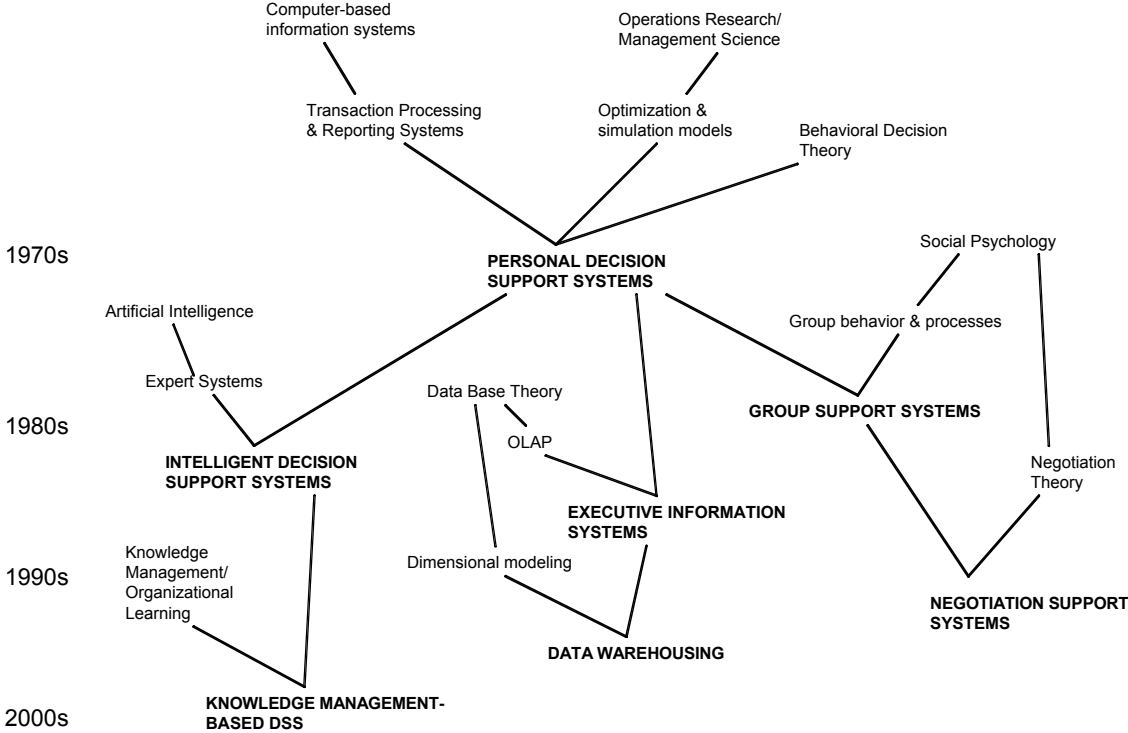 Computer-based
information systems
Operations Research/
Management Science
Transaction Processing
& Reporting Systems
Optimization &
simulation models
Behavioral Decision
Theory
1970s
PERSONAL DECISION
SUPPORT SYSTEMS
Social Psychology
Artificial Intelligence
Group behavior & processes
Expert Systems
Data Base Theory
GROUP SUPPORT SYSTEMS
1980s
OLAP
INTELLIGENT DECISION
SUPPORT SYSTEMS
Negotiation
Theory
EXECUTIVE INFORMATION
SYSTEMS
Knowledge
Management/
Organizational
Learning
Dimensional modeling
1990s
NEGOTIATION SUPPORT
SYSTEMS
DATA WAREHOUSING
KNOWLEDGE MANAGEMENT-
BASED DSS
2000s